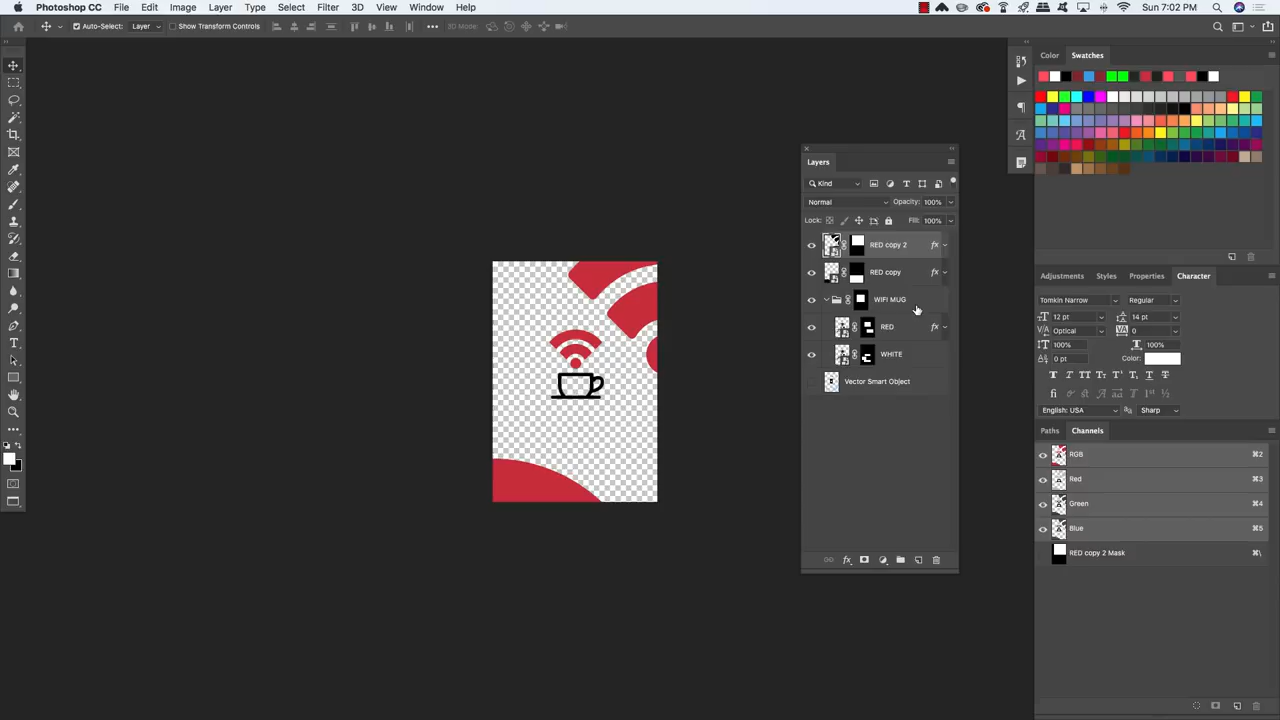 Photoshop CC File Edit Image Layer Type Select Filter 3D View Window Help Sun 7:02 PM
Auto-Select: Layer Show Transform Controls 3D Mode:
Color Swatches
Layers
Kind
Normal Opacity: 100%
Lock: Fill: 100%
RED copy 2 fx
RED copy fx
WIFI MUG
RED fx
WHITE
Vector Smart Object
fx
Adjustments Styles Properties Character
Tomkin Narrow Regular
12 pt 14 pt
Optical 0
100% 100%
0 pt Color:
English: USA Sharp
Paths Channels
RGB ⌘2
Red ⌘3
Green ⌘4
Blue ⌘5
RED copy 2 Mask ⌘\